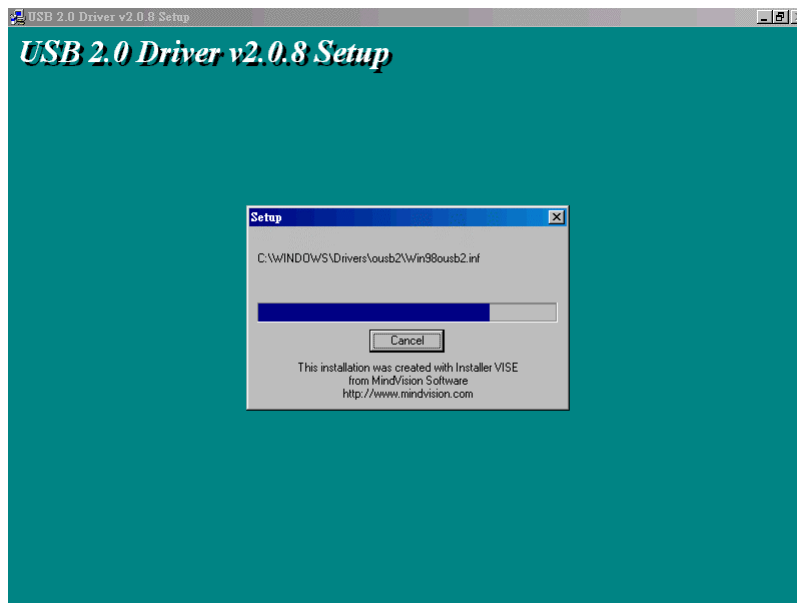 USB 2.0 Driver v2.0.8 Setup
USB 2.0 Driver v2.0.8 Setup
Setup
C:\WINDOWS\Drivers\ousb2\Win98ousb2.inf
Cancel
This installation was created with Installer VISE
from MindVision Software
http://www.mindvision.com